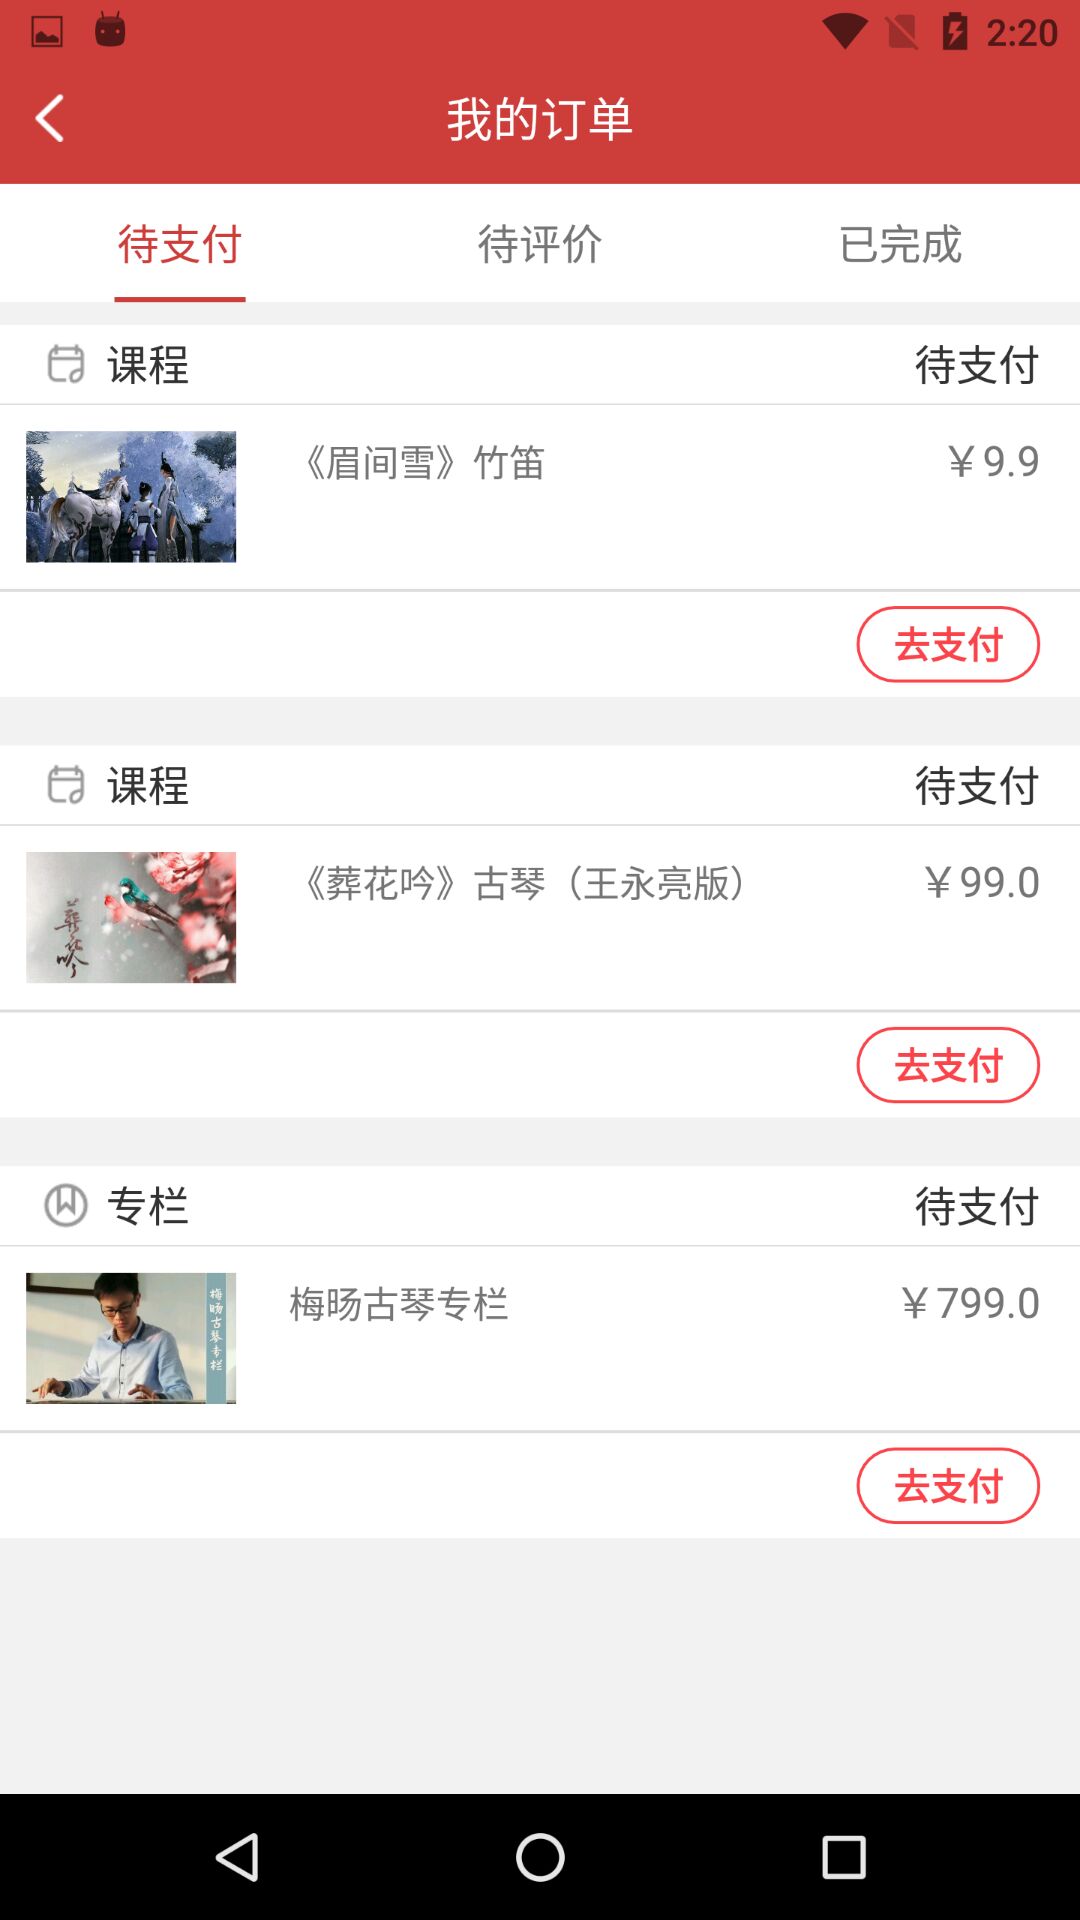 2:20
我的订单
待支付 待评价 已完成
课程 待支付
《眉间雪》竹笛 ￥9.9
去支付
课程 待支付
葬花吟
《葬花吟》古琴（王永亮版） ￥99.0
去支付
专栏 待支付
梅旸古琴专栏
梅旸古琴专栏 ￥799.0
去支付